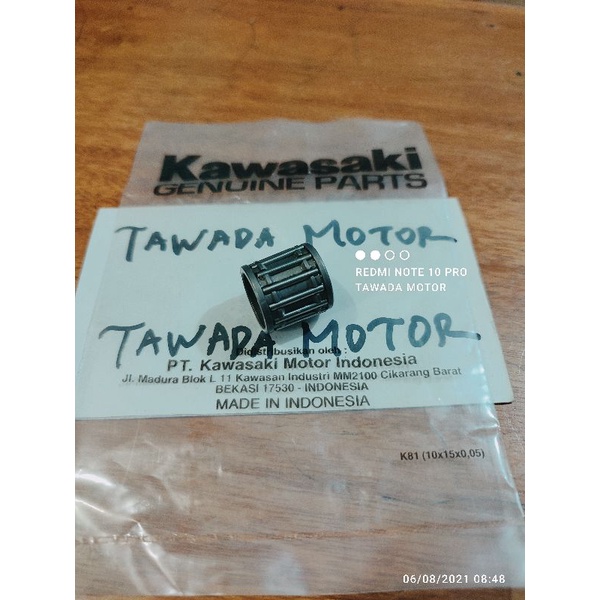 Kawasaki
GENUINE PARTS
TAWADA MOTOR
REDMI NOTE 10 PRO
TAWADA MOTOR
TAWADA MOTOR
Didistribusikan oleh :
PT. Kawasaki Motor Indonesia
Jl. Madura Blok L 11 Kawasan Industri MM2100 Cikarang Barat
BEKASI 17530 - INDONESIA
MADE IN INDONESIA
K81 (10x15x0,05)
06/08/2021 08:48